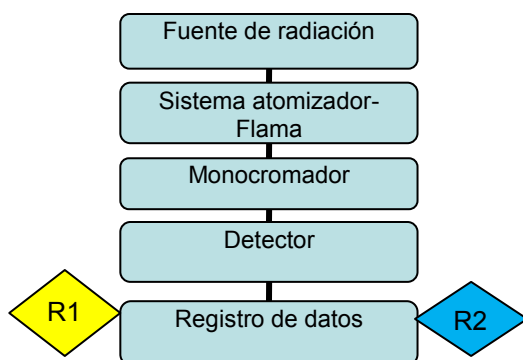 Fuente de radiación
Sistema atomizador-
Flama
Monocromador
Detector
R1
Registro de datos
R2